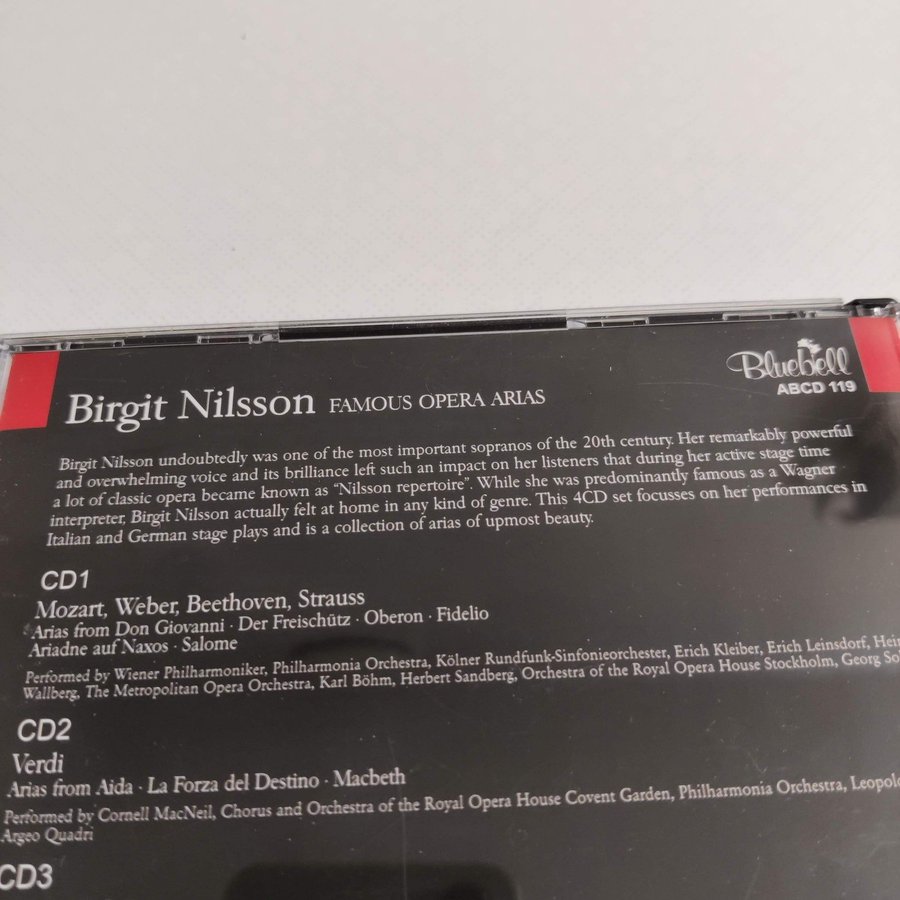 Bluebell
ABCD 119
Birgit Nilsson FAMOUS OPERA ARIAS
Birgit Nilsson undoubtedly was one of the most important sopranos of the 20th century. Her remarkably powerful
and overwhelming voice and its brilliance left such an impact on her listeners that during her active stage time
a lot of classic opera became known as "Nilsson repertoire". While she was predominantly famous as a Wagner
interpreter, Birgit Nilsson actually felt at home in any kind of genre. This 4CD set focusses on her performances in
Italian and German stage plays and is a collection of arias of upmost beauty.
CD1
Mozart, Weber, Beethoven, Strauss
Arias from Don Giovanni · Der Freischütz · Oberon · Fidelio
Ariadne auf Naxos · Salome
Performed by Wiener Philharmoniker, Philharmonia Orchestra, Kölner Rundfunk-Sinfonieorchester, Erich Kleiber, Erich Leinsdorf,
Wallberg, The Metropolitan Opera Orchestra, Karl Böhm, Herbert Sandberg, Orchestra of the Royal Opera House Stockholm, Georg
CD2
Verdi
Arias from Aida · La Forza del Destino · Macbeth
Performed by Cornell MacNeil, Chorus and Orchestra of the Royal Opera House Covent Garden, Philharmonia Orchestra,
Argeo Quadri
CD3